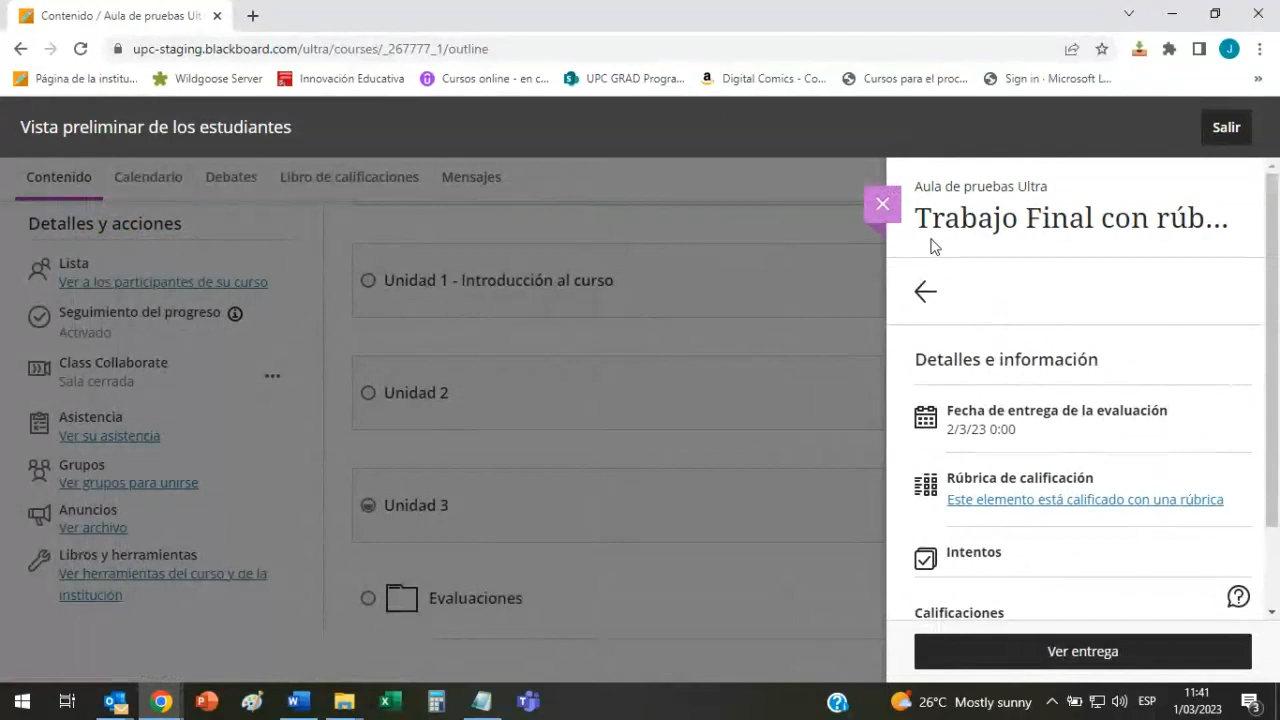 Contenido / Aula de pruebas Ult
upc-staging.blackboard.com/ultra/courses/_267777_1/outline
J
Página de la institu...
Wildgoose Server
Innovación Educativa
Cursos online - en c...
UPC GRAD Progra...
Digital Comics - Co...
Cursos para el proc...
Sign in · Microsoft L...
»
Vista preliminar de los estudiantes
Salir
Contenido
Calendario
Debates
Libro de calificaciones
Mensajes
Detalles y acciones
Lista
Ver a los participantes de su curso
Seguimiento del progreso
Activado
Class Collaborate
Sala cerrada
Asistencia
Ver su asistencia
Grupos
Ver grupos para unirse
Anuncios
Ver archivo
Libros y herramientas
Ver herramientas del curso y de la
institución
Unidad 1 - Introducción al curso
Unidad 2
Unidad 3
Evaluaciones
Aula de pruebas Ultra
Trabajo Final con rúb...
Detalles e información
Fecha de entrega de la evaluación
2/3/23 0:00
Rúbrica de calificación
Este elemento está calificado con una rúbrica
Intentos
Calificaciones
Ver entrega
26°C Mostly sunny
ESP
11:41
1/03/2023
3